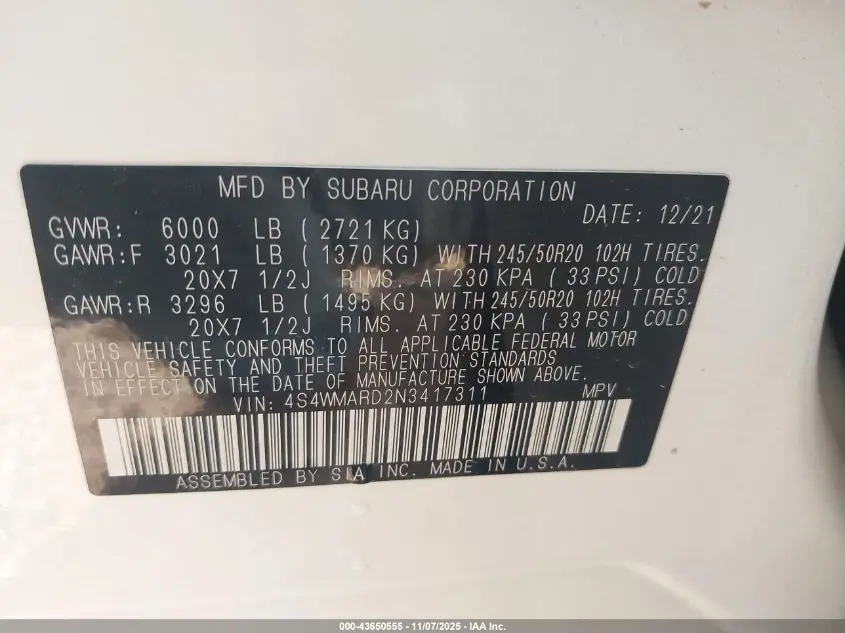 MFD BY SUBARU CORPORATION
DATE: 12/21
GVWR: 6000 LB ( 2721 KG)
GAWR:F 3021 LB ( 1370 KG) WITH 245/50R20 102H TIRES.
20X7 1/2J RIMS. AT 230 KPA ( 33 PSI) COLD
GAWR:R 3296 LB ( 1495 KG) WITH 245/50R20 102H TIRES.
20X7 1/2J RIMS. AT 230 KPA ( 33 PSI) COLD
THIS VEHICLE CONFORMS TO ALL APPLICABLE FEDERAL MOTOR
VEHICLE SAFETY AND THEFT PREVENTION STANDARDS
IN EFFECT ON THE DATE OF MANUFACTURE SHOWN ABOVE.
VIN: 4S4WMARD2N3417311 MPV
ASSEMBLED BY SIA INC. MADE IN U.S.A.
000-43650555 - 11/07/2025 - IAA Inc.